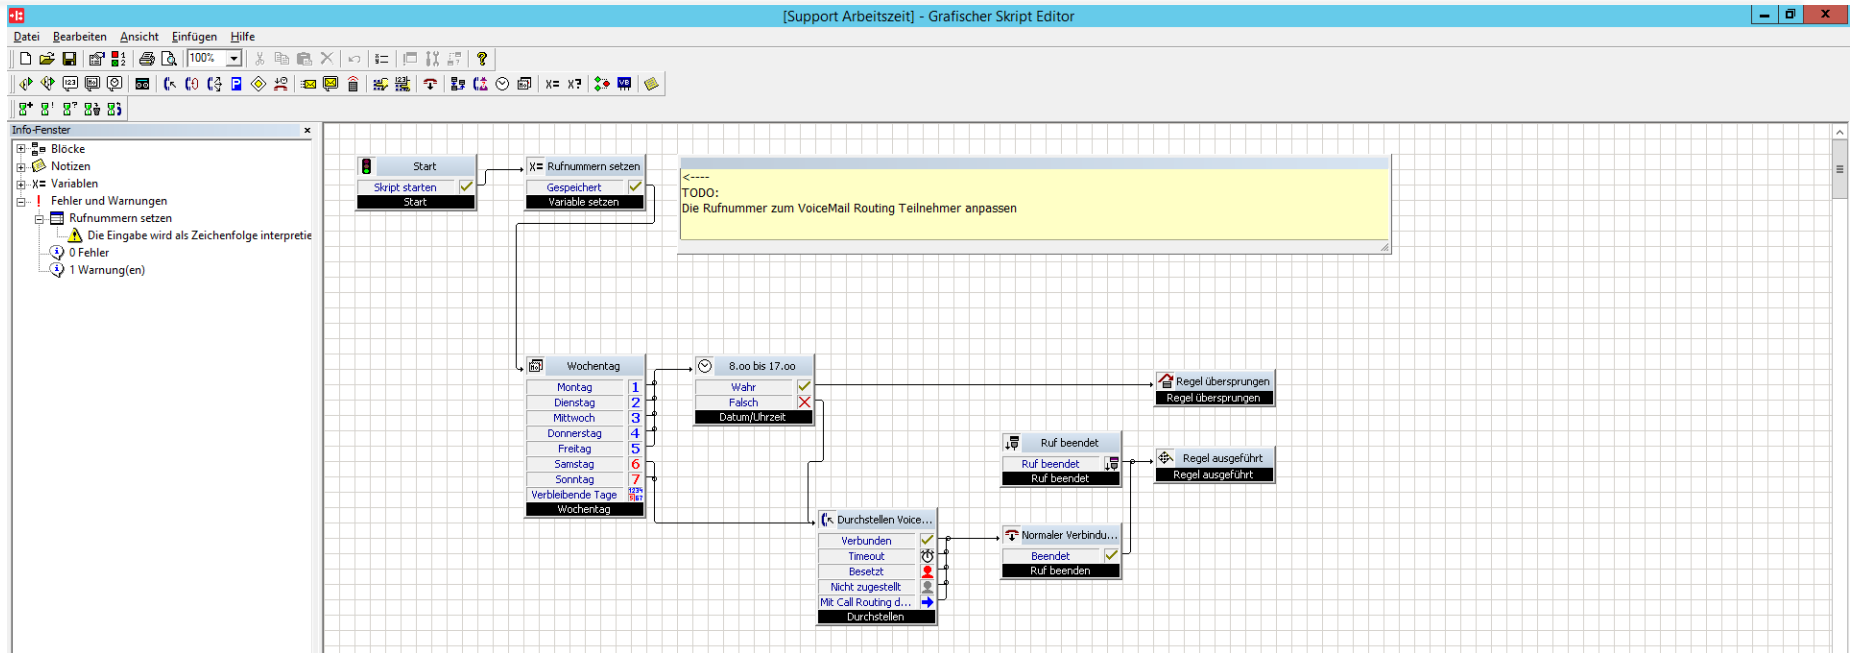 [Support Arbeitszeit] - Grafischer Skript Editor
Datei Bearbeiten Ansicht Einfügen Hilfe
100%
Info-Fenster
Blöcke
Notizen
X= Variablen
Fehler und Warnungen
Rufnummern setzen
Die Eingabe wird als Zeichenfolge interpretie
0 Fehler
1 Warnung(en)
Start
Skript starten
Start
X= Rufnummern setzen
Gespeichert
Variable setzen
<----
TODO:
Die Rufnummer zum VoiceMail Routing Teilnehmer anpassen
Wochentag
Montag 1
Dienstag 2
Mittwoch 3
Donnerstag 4
Freitag 5
Samstag 6
Sonntag 7
Verbleibende Tage
Wochentag
8.oo bis 17.oo
Wahr
Falsch
Datum/Uhrzeit
Regel übersprungen
Regel übersprungen
Ruf beendet
Ruf beendet
Ruf beendet
Regel ausgeführt
Regel ausgeführt
Durchstellen Voice...
Verbunden
Timeout
Besetzt
Nicht zugestellt
Mit Call Routing d...
Durchstellen
Normaler Verbindu...
Beendet
Ruf beenden